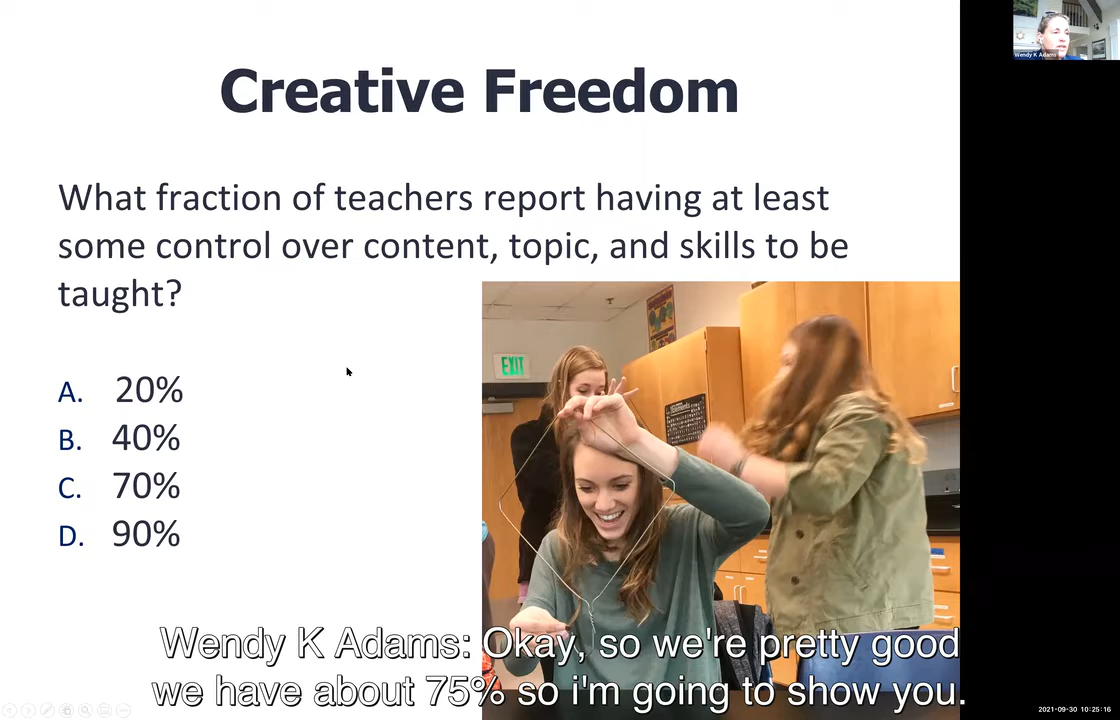 Creative Freedom
What fraction of teachers report having at least
some control over content, topic, and skills to be
taught?
A. 20%
B. 40%
C. 70%
D. 90%
EXIT
Wendy K Adams: Okay, so we're pretty good
we have about 75% so i'm going to show you.
Wendy K Adams
2021-09-30 10:25:16